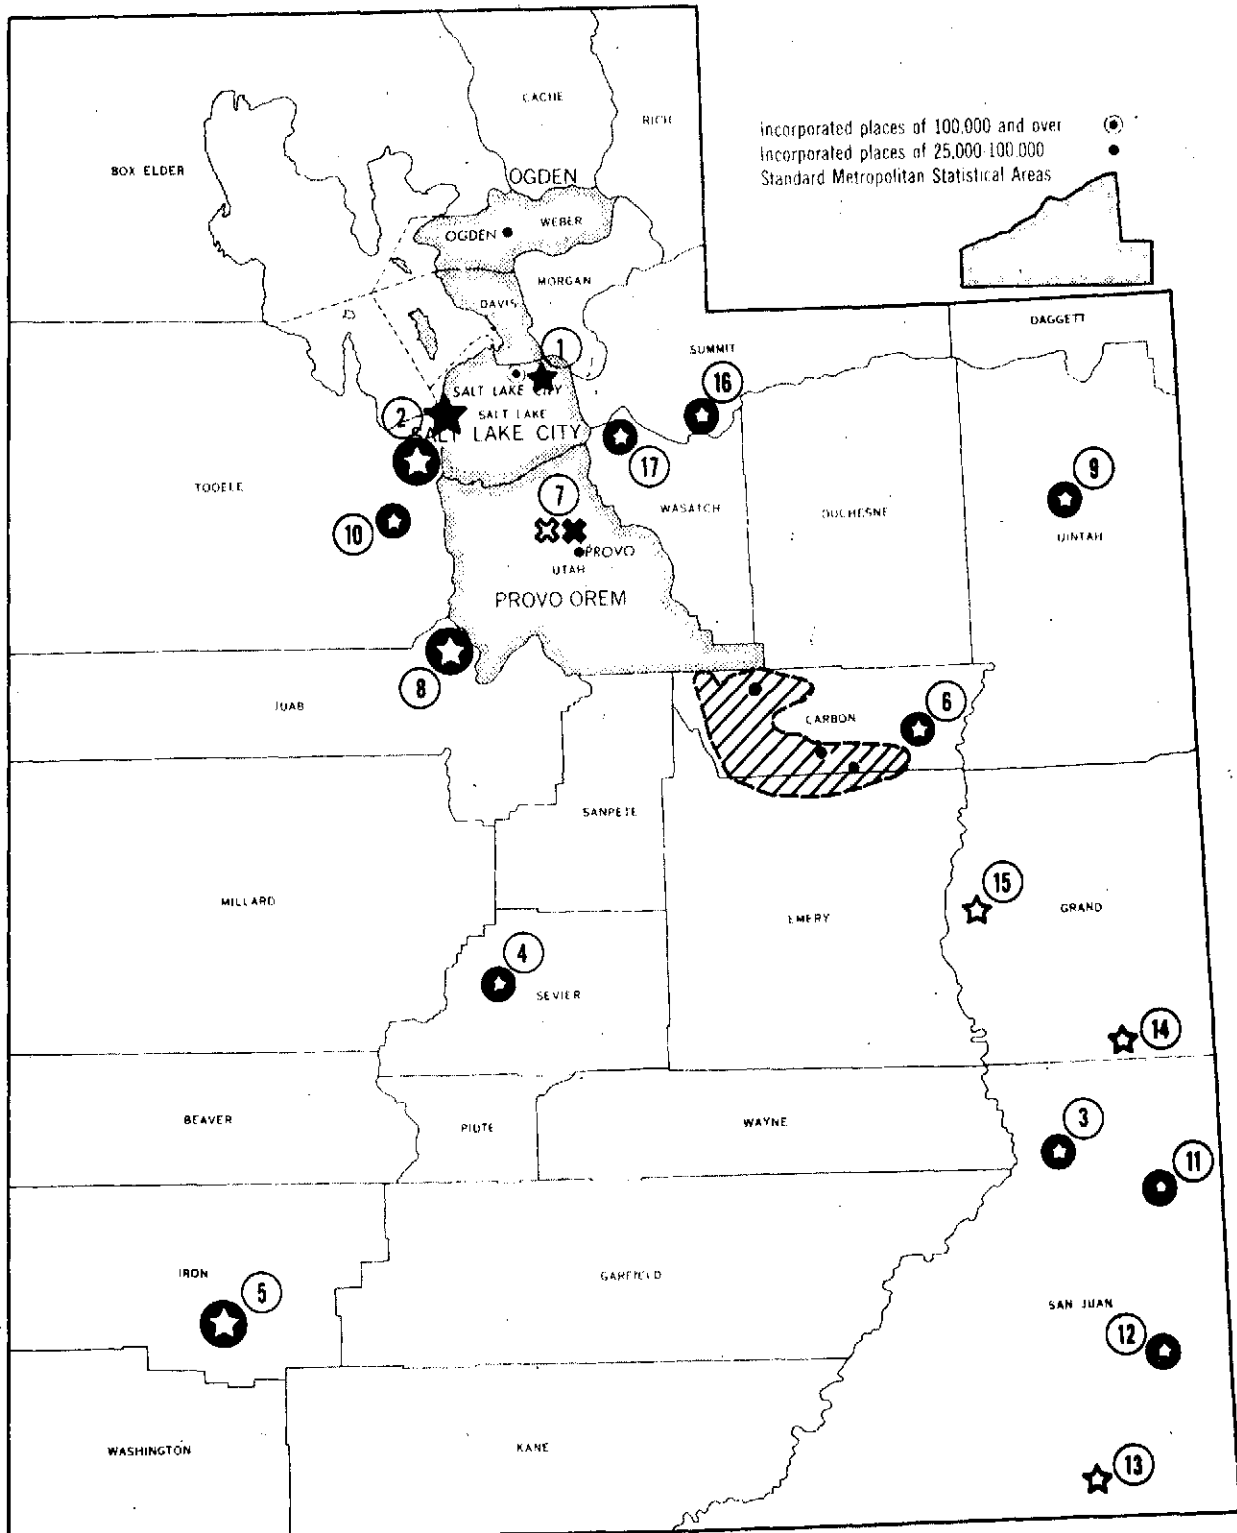 CACHE
RICH
BOX ELDER
Incorporated places of 100,000 and over
Incorporated places of 25,000-100,000
Standard Metropolitan Statistical Areas
OGDEN
OGDEN
WEBER
MORGAN
DAVIS
DAGGETT
SUMMIT
1
16
SALT LAKE CITY
2
SALT LAKE
SALT LAKE CITY
17
9
TOOELE
7
10
WASATCH
DUCHESNE
UINTAH
PROVO
UTAH
PROVO OREM
8
6
JUAB
CARBON
SANPETE
15
MILLARD
EMERY
GRAND
4
SEVIER
14
BEAVER
PIUTE
WAYNE
3
11
IRON
5
GARFIELD
SAN JUAN
12
WASHINGTON
KANE
13